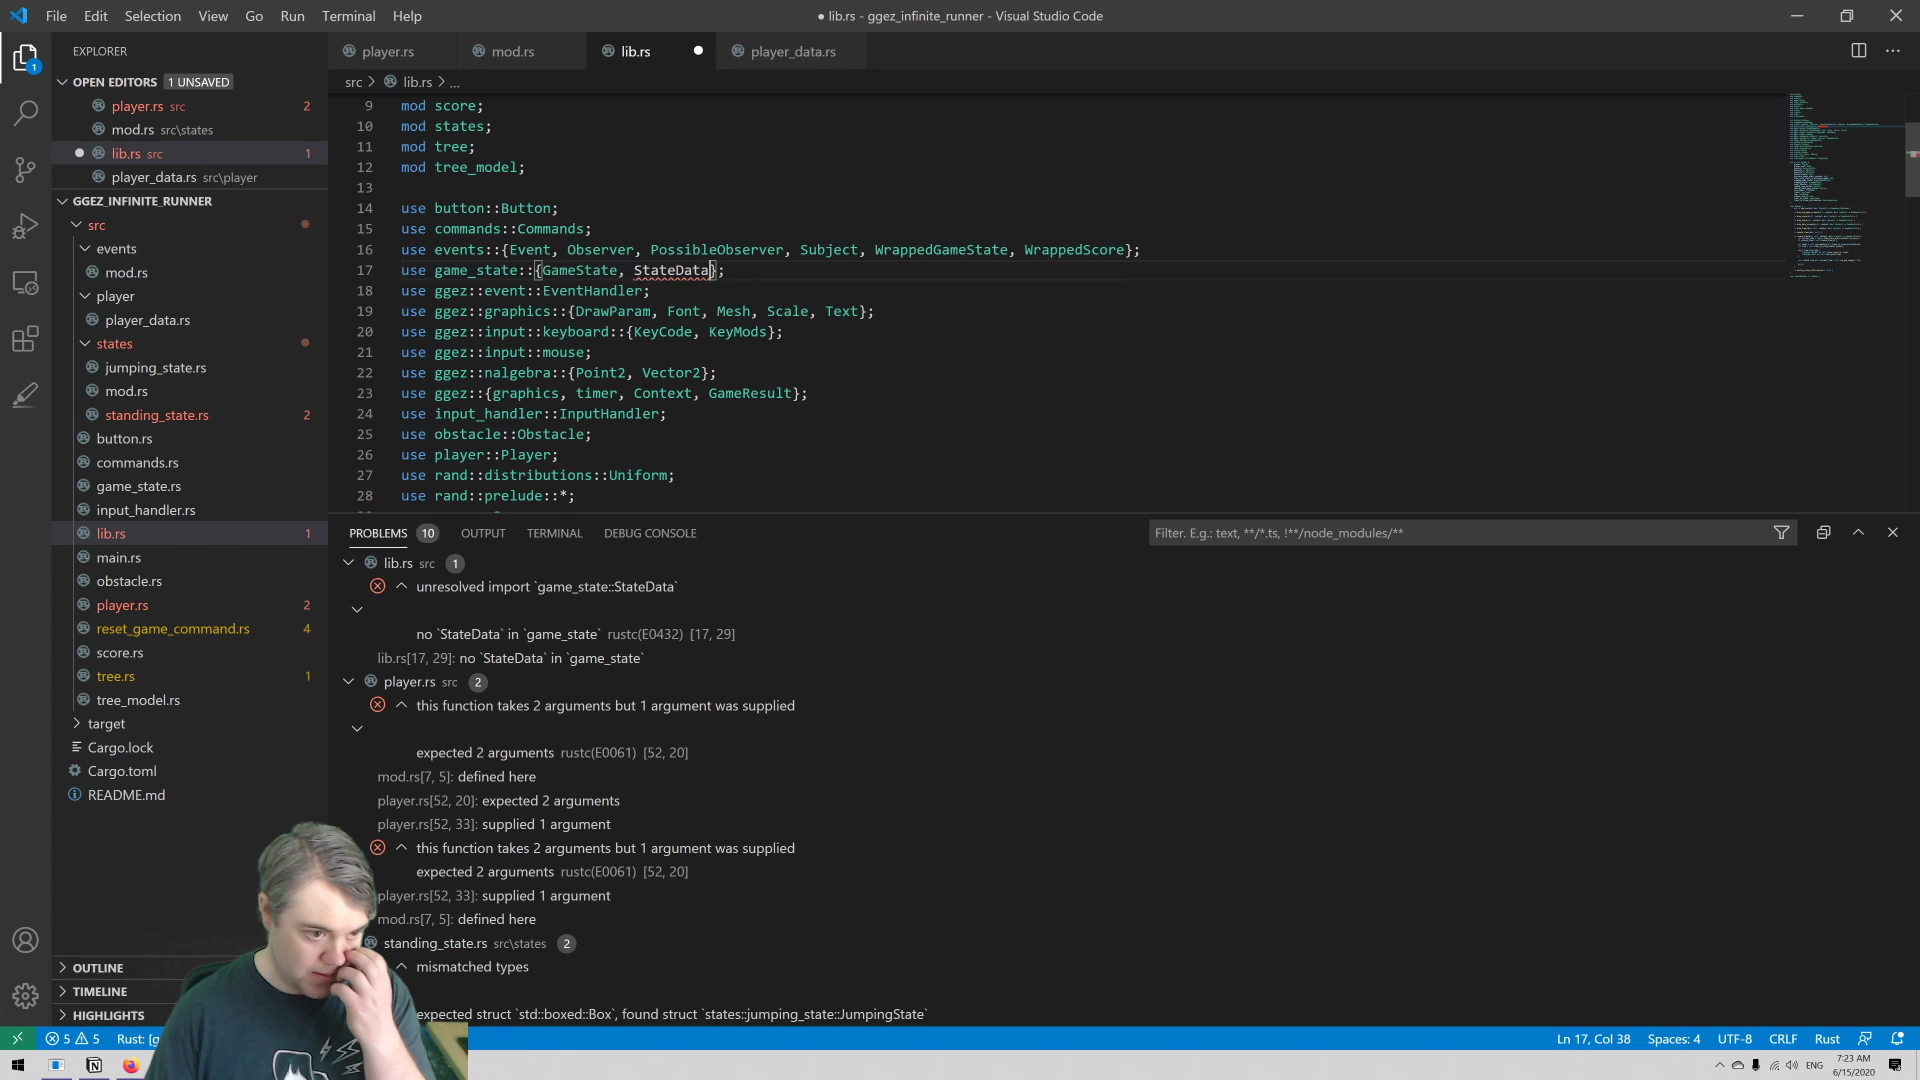 File Edit Selection View Go Run Terminal Help
● lib.rs - ggez_infinite_runner - Visual Studio Code
EXPLORER
player.rs mod.rs lib.rs player_data.rs
OPEN EDITORS 1 UNSAVED
player.rs src 2
mod.rs src\states
lib.rs src 1
player_data.rs src\player
GGEZ_INFINITE_RUNNER
src
events
mod.rs
player
player_data.rs
states
jumping_state.rs
mod.rs
standing_state.rs 2
button.rs
commands.rs
game_state.rs
input_handler.rs
lib.rs 1
main.rs
obstacle.rs
player.rs 2
reset_game_command.rs 4
score.rs
tree.rs 1
tree_model.rs
target
Cargo.lock
Cargo.toml
README.md
OUTLINE
TIMELINE
HIGHLIGHTS
src > lib.rs > ...
9 mod score;
10 mod states;
11 mod tree;
12 mod tree_model;
13
14 use button::Button;
15 use commands::Commands;
16 use events::{Event, Observer, PossibleObserver, Subject, WrappedGameState, WrappedScore};
17 use game_state::{GameState, StateData};
18 use ggez::event::EventHandler;
19 use ggez::graphics::{DrawParam, Font, Mesh, Scale, Text};
20 use ggez::input::keyboard::{KeyCode, KeyMods};
21 use ggez::input::mouse;
22 use ggez::nalgebra::{Point2, Vector2};
23 use ggez::{graphics, timer, Context, GameResult};
24 use input_handler::InputHandler;
25 use obstacle::Obstacle;
26 use player::Player;
27 use rand::distributions::Uniform;
28 use rand::prelude::*;
PROBLEMS 10 OUTPUT TERMINAL DEBUG CONSOLE
Filter. E.g.: text, **/*.ts, !**/node_modules/**
lib.rs src 1
unresolved import `game_state::StateData`
no `StateData` in `game_state` rustc(E0432) [17, 29]
lib.rs[17, 29]: no `StateData` in `game_state`
player.rs src 2
this function takes 2 arguments but 1 argument was supplied
expected 2 arguments rustc(E0061) [52, 20]
mod.rs[7, 5]: defined here
player.rs[52, 20]: expected 2 arguments
player.rs[52, 33]: supplied 1 argument
this function takes 2 arguments but 1 argument was supplied
expected 2 arguments rustc(E0061) [52, 20]
player.rs[52, 33]: supplied 1 argument
mod.rs[7, 5]: defined here
standing_state.rs src\states 2
mismatched types
expected struct `std::boxed::Box`, found struct `states::jumping_state::JumpingState`
1
5 5 Rust: [g
Ln 17, Col 38 Spaces: 4 UTF-8 CRLF Rust
ENG
7:23 AM
6/15/2020